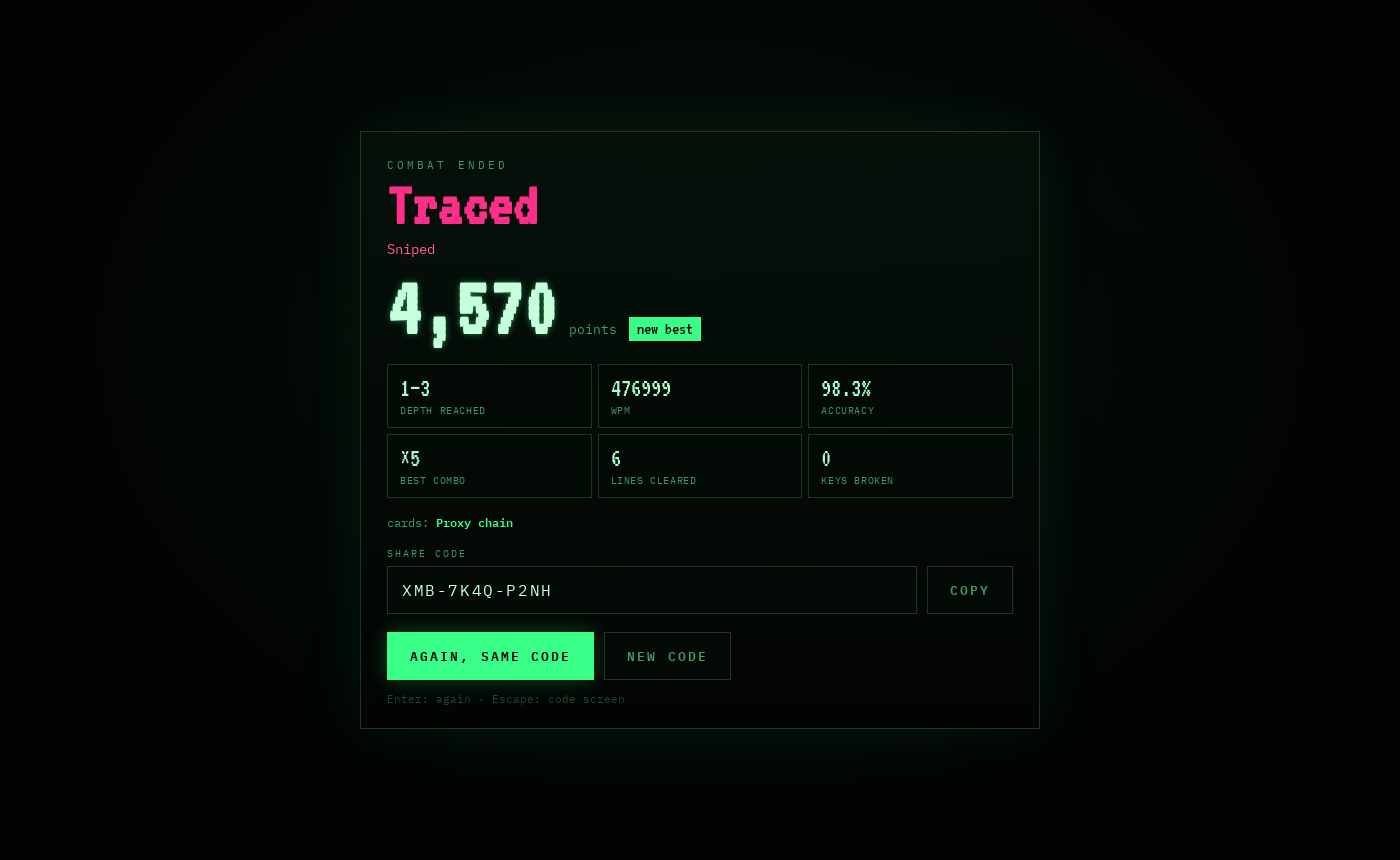 COMBAT ENDED
Traced
Sniped
4,570 points new best
1–3 476999 98.3%
DEPTH REACHED WPM ACCURACY
X5 6 0
BEST COMBO LINES CLEARED KEYS BROKEN
cards: Proxy chain
SHARE CODE
XMB-7K4Q-P2NH COPY
AGAIN, SAME CODE NEW CODE
Enter: again · Escape: code screen